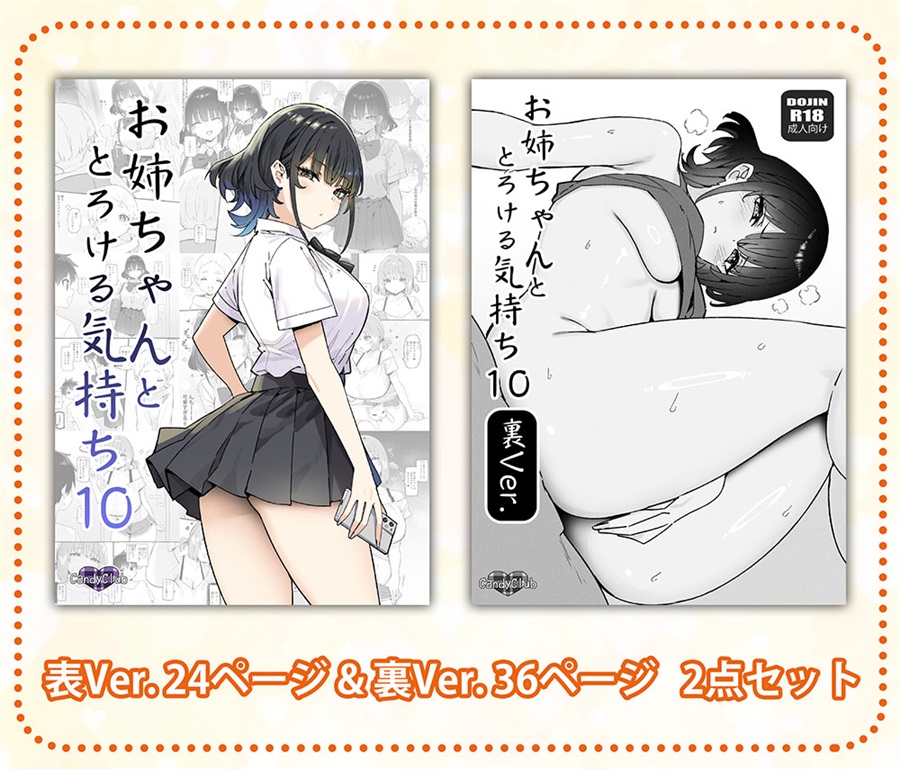 お姉ちゃんと
とろける気持ち10
CandyClub
DOJIN
R18
成人向け
お姉ちゃんと
とろける気持ち10
裏Ver.
CandyClub
表Ver. 24ページ & 裏Ver. 36ページ 2点セット